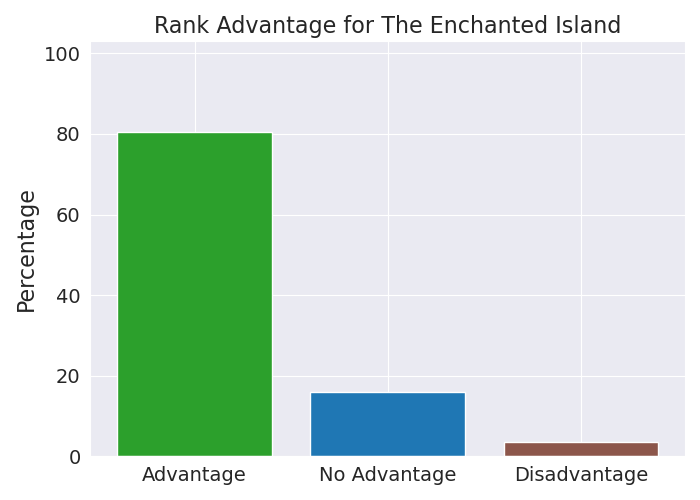 Rank Advantage for The Enchanted Island
Percentage
100
80
60
40
20
0
Advantage
No Advantage
Disadvantage